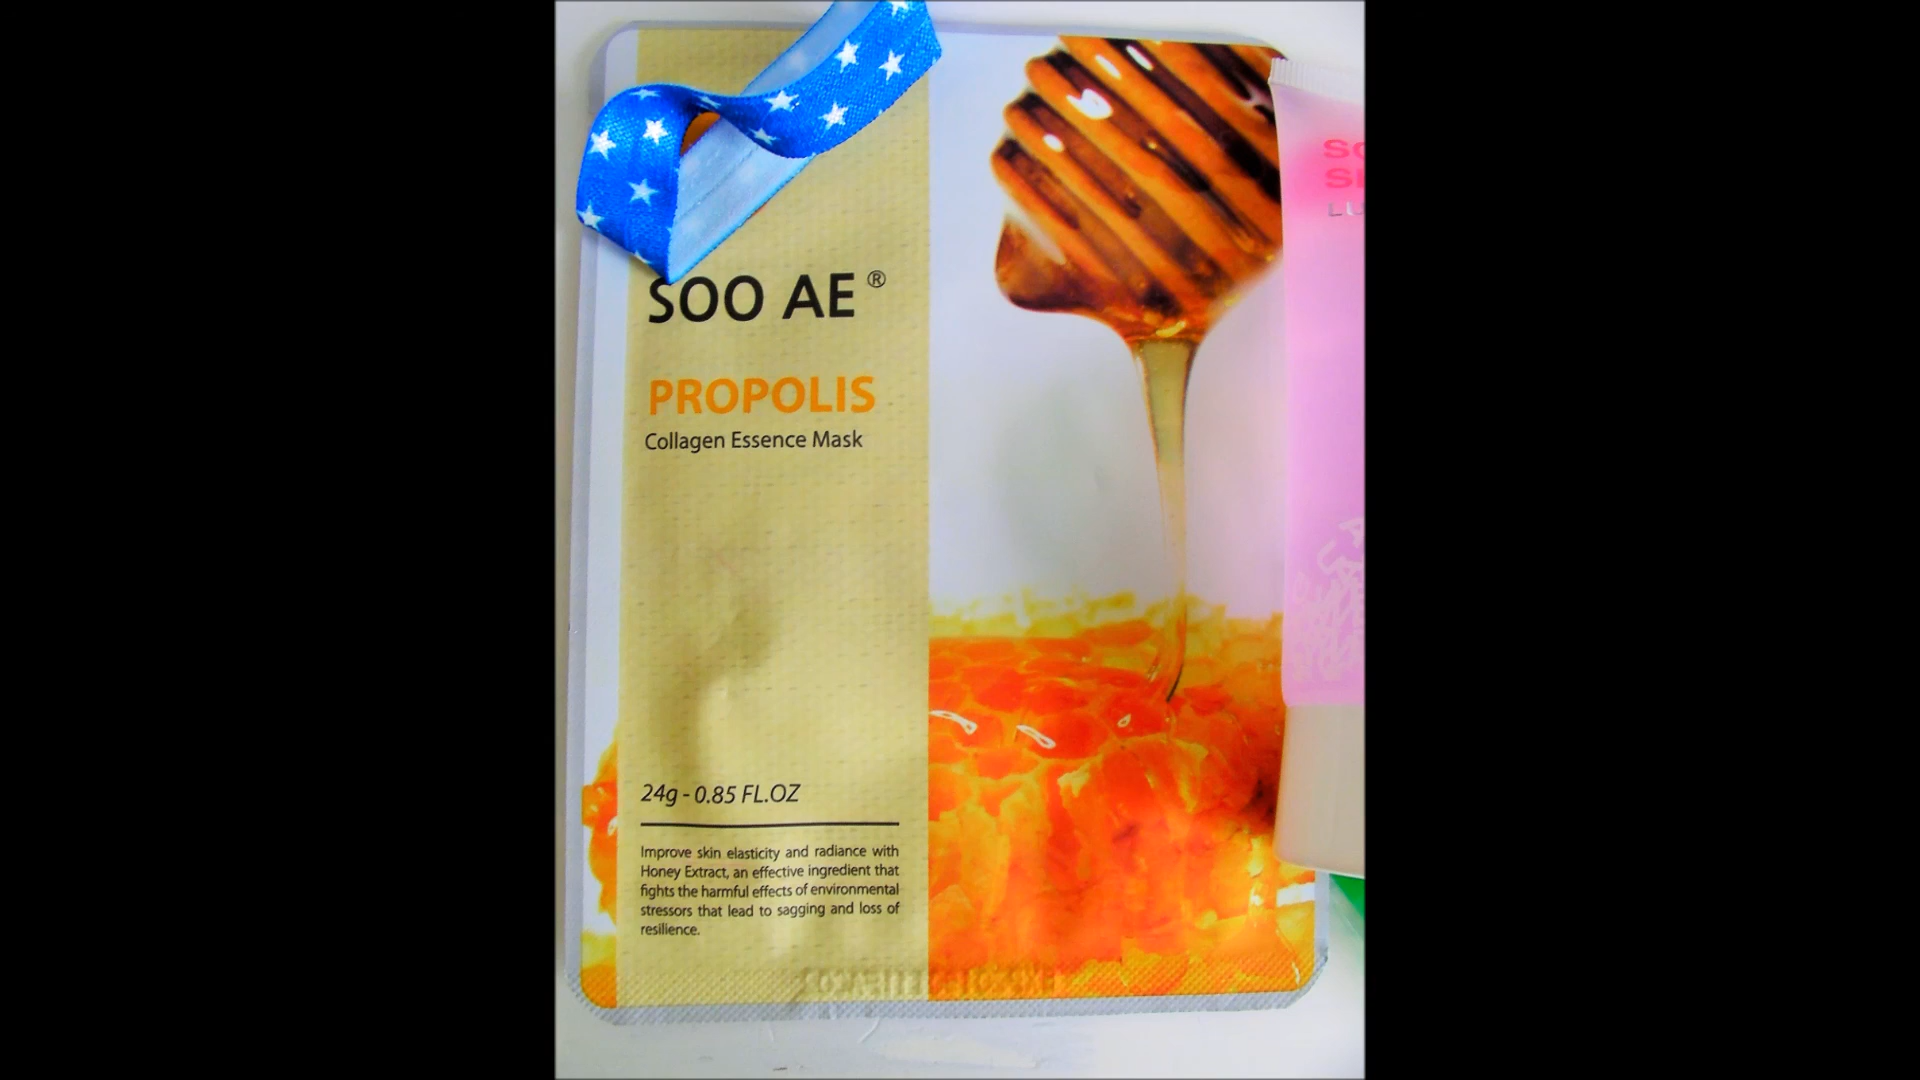 SOO AE ®
PROPOLIS
Collagen Essence Mask
24g - 0.85 FL.OZ
Improve skin elasticity and radiance with
Honey Extract, an effective ingredient that
fights the harmful effects of environmental
stressors that lead to sagging and loss of
resilience.